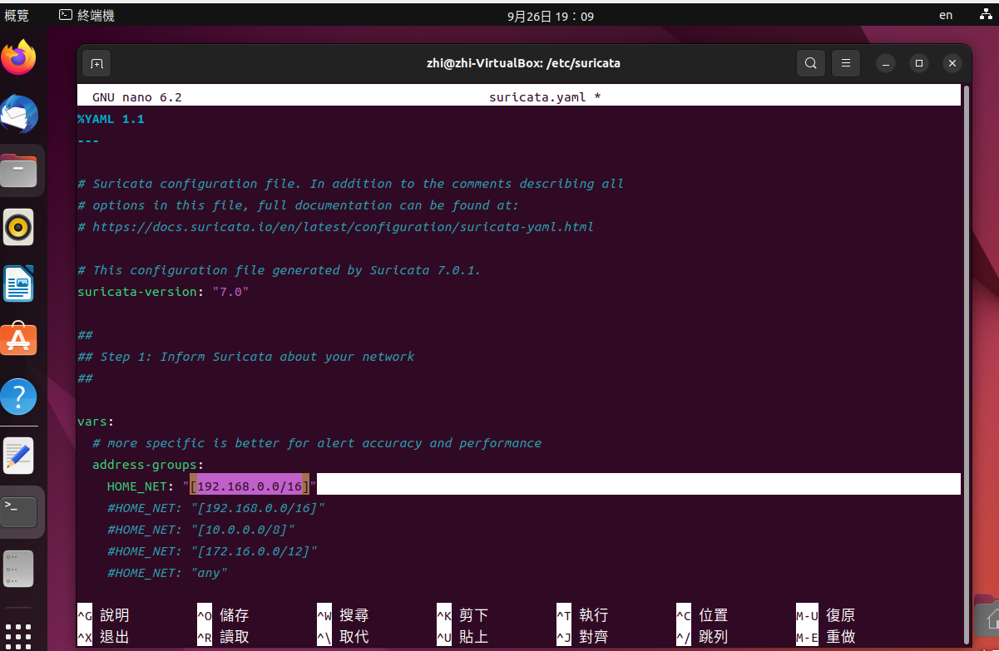 概覽 終端機 9月26日 19：09 en
zhi@zhi-VirtualBox: /etc/suricata
GNU nano 6.2 suricata.yaml *
%YAML 1.1
---
# Suricata configuration file. In addition to the comments describing all
# options in this file, full documentation can be found at:
# https://docs.suricata.io/en/latest/configuration/suricata-yaml.html
# This configuration file generated by Suricata 7.0.1.
suricata-version: "7.0"
##
## Step 1: Inform Suricata about your network
##
vars:
  # more specific is better for alert accuracy and performance
  address-groups:
    HOME_NET: "[192.168.0.0/16]"
    #HOME_NET: "[192.168.0.0/16]"
    #HOME_NET: "[10.0.0.0/8]"
    #HOME_NET: "[172.16.0.0/12]"
    #HOME_NET: "any"
^G 說明 ^O 儲存 ^W 搜尋 ^K 剪下 ^T 執行 ^C 位置 M-U 復原
^X 退出 ^R 讀取 ^\ 取代 ^U 貼上 ^J 對齊 ^/ 跳列 M-E 重做